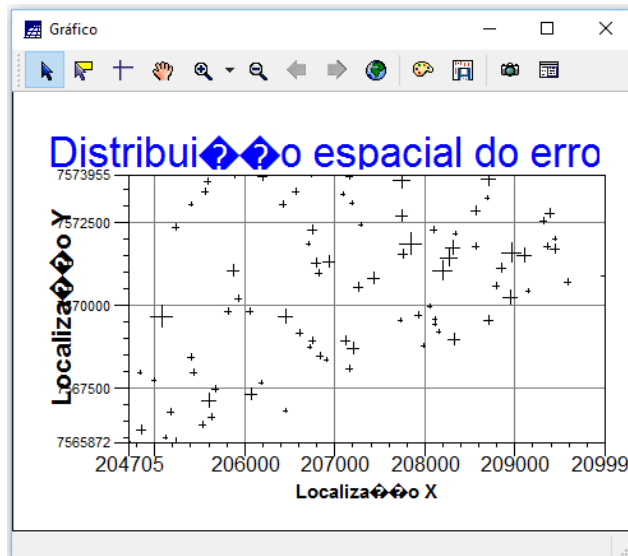 Gráfico
Distribui��o espacial do erro
7573955
7572500
7570000
7567500
7565872
Localiza��o Y
204705
206000
207000
208000
209000
20999
Localiza��o X